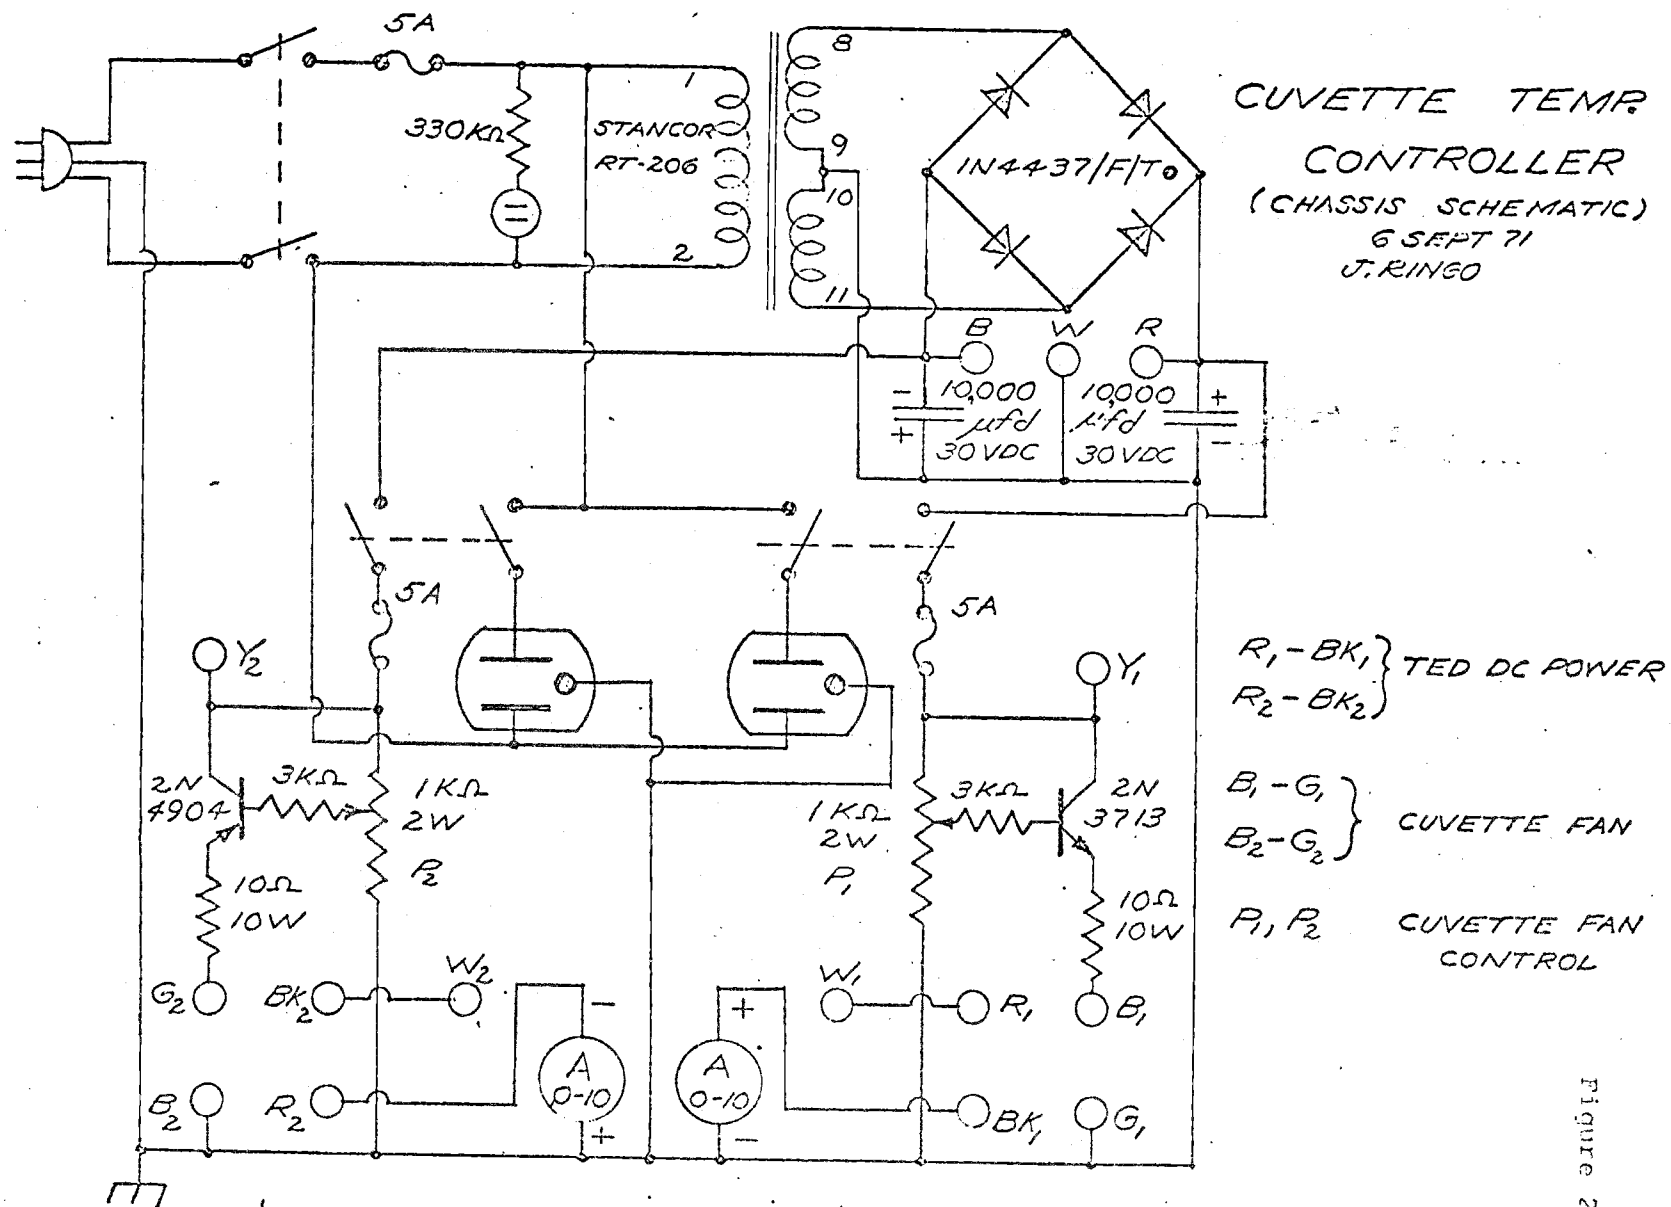 5A
330KΩ
STANCOR
RT-206
1
2
8
9
10
11
1N4437/F/T
CUVETTE TEMP.
CONTROLLER
(CHASSIS SCHEMATIC)
6 SEPT 71
J. RINGO
B
W
R
-
10,000
μfd
30VDC
+
10,000
μfd
30VDC
+
-
5A
5A
Y2
Y1
R1-BK1
R2-BK2
TED DC POWER
2N
4904
3KΩ
1KΩ
2W
P2
1KΩ
2W
P1
3KΩ
2N
3713
B1-G1
B2-G2
CUVETTE FAN
10Ω
10W
10Ω
10W
P1, P2
CUVETTE FAN
CONTROL
G2
BK2
W2
-
+
W1
R1
B1
A
0-10
A
0-10
B2
R2
+
-
BK1
G1
Figure 2